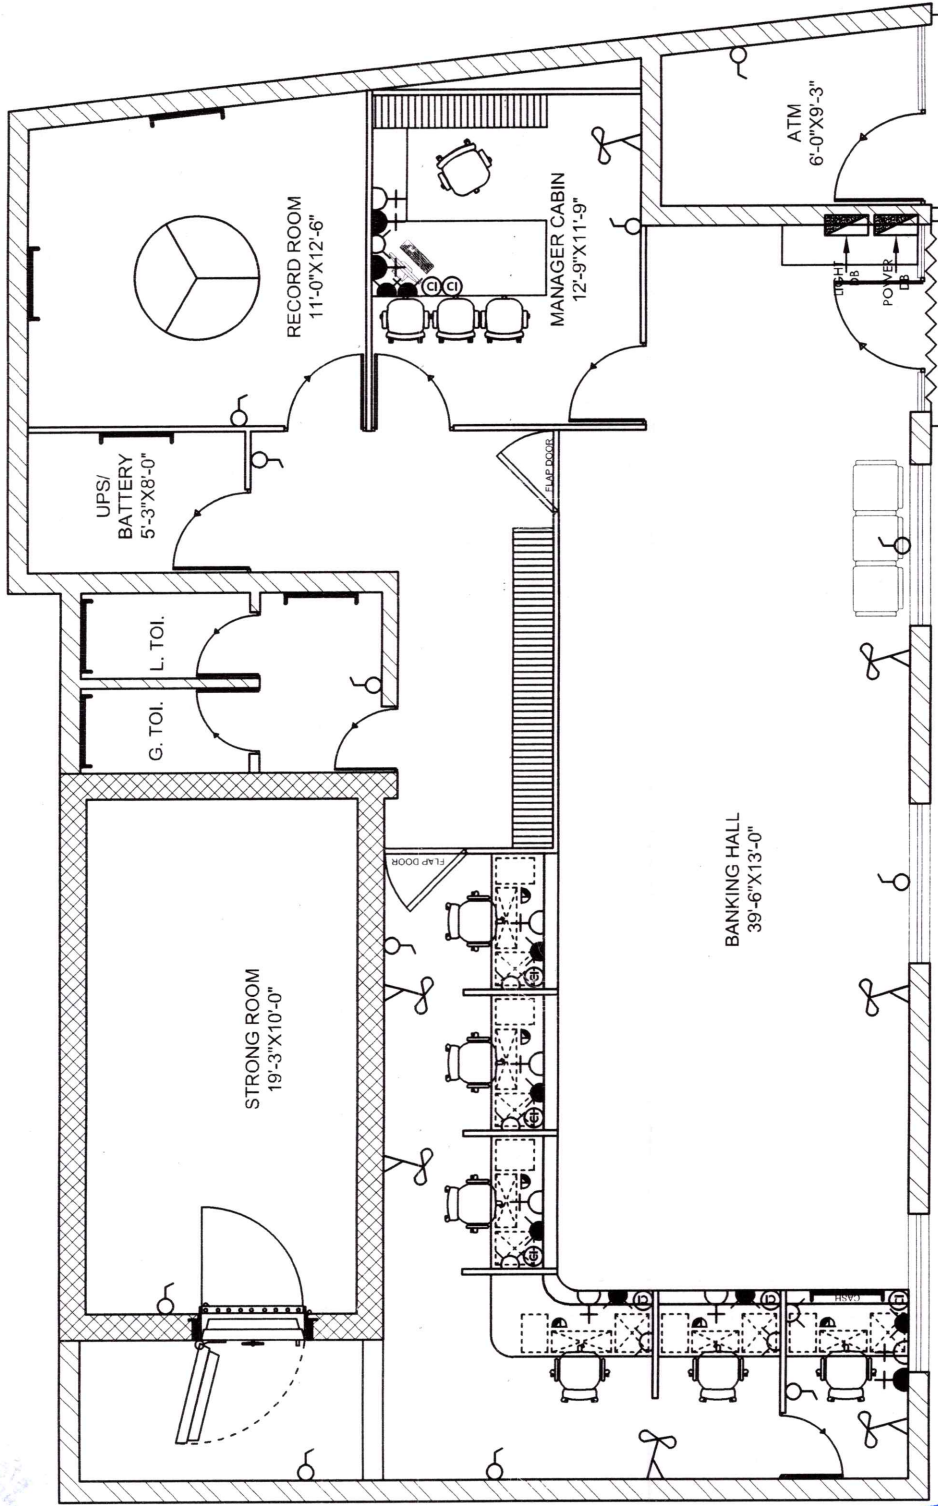 STRONG ROOM
19'-3"X10'-0"
G. TOI.
L. TOI.
UPS/
BATTERY
5'-3"X8'-0"
RECORD ROOM
11'-0"X12'-6"
MANAGER CABIN
12'-9"X11'-9"
CI
CI
FLAP DOOR
FLAP DOOR
BANKING HALL
39'-6"X13'-0"
CASH
ATM
6'-0"X9'-3"
LIGHT
DB
POWER
DB